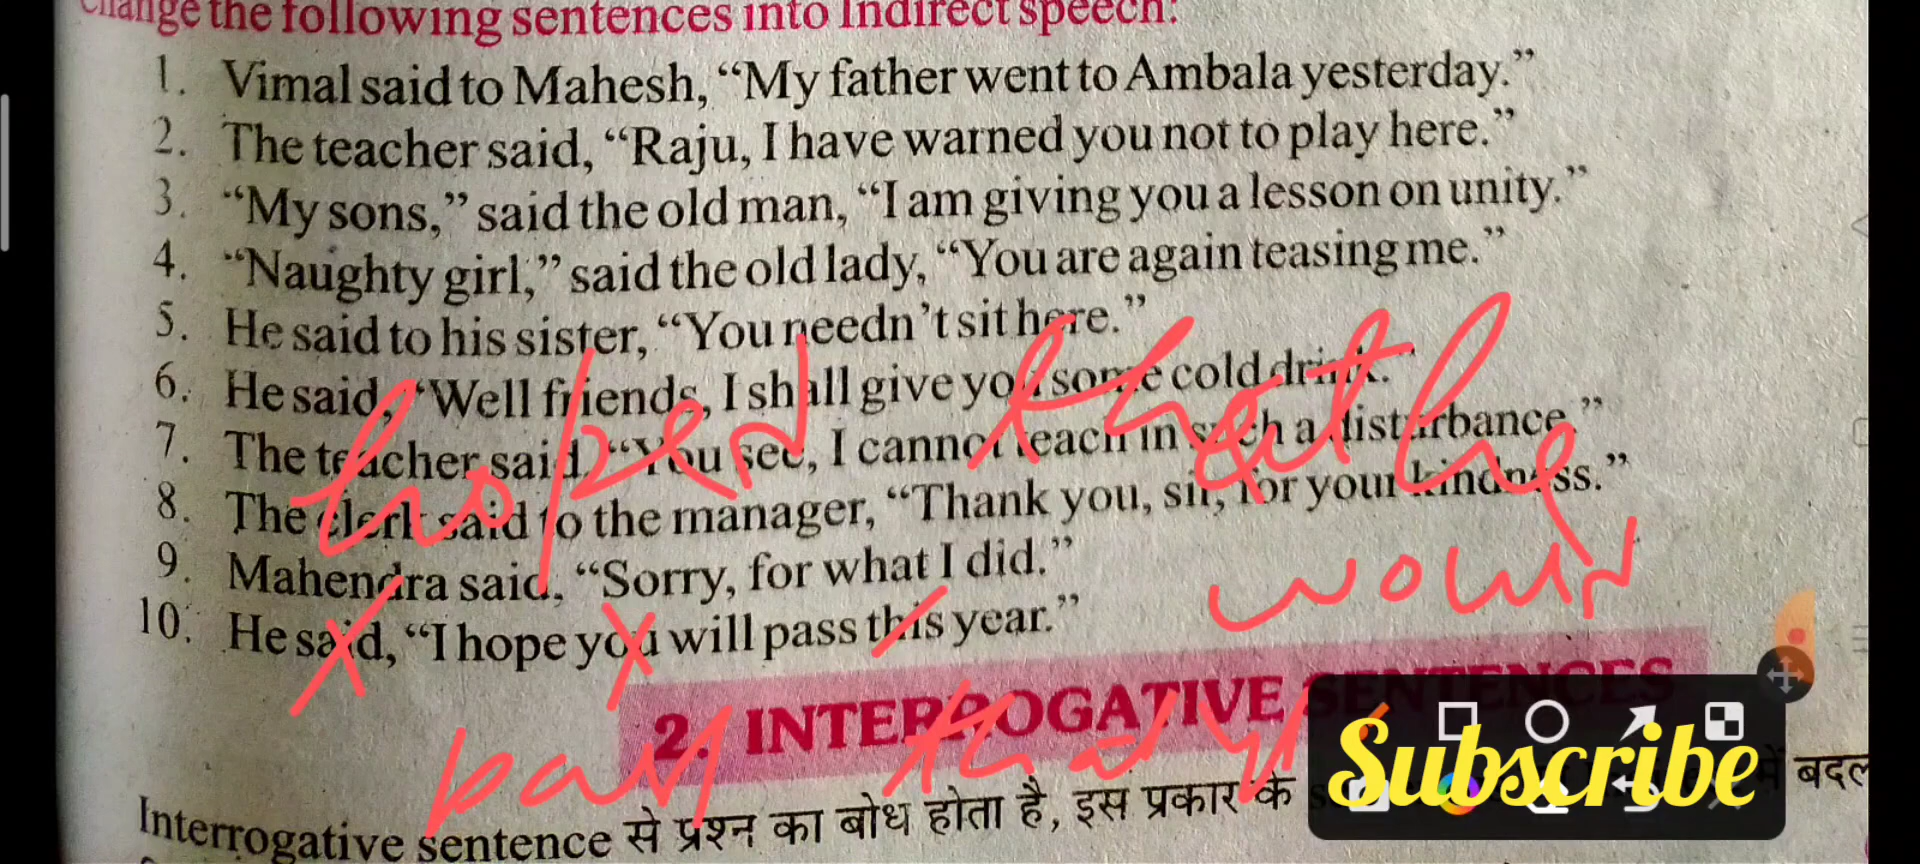 Change the following sentences into Indirect speech:
1. Vimal said to Mahesh, “My father went to Ambala yesterday.”
2. The teacher said, “Raju, I have warned you not to play here.”
3. “My sons,” said the old man, “I am giving you a lesson on unity.”
4. “Naughty girl,” said the old lady, “You are again teasing me.”
5. He said to his sister, “You needn’t sit here.”
6. He said, “Well friends, I shall give you some cold drink.”
7. The teacher said, “You see, I cannot teach in such a disturbance.”
hoped that he
8. The clerk said to the manager, “Thank you, sir, for your kindness.”
9. Mahendra said, “Sorry, for what I did.”
would
10. He said, “I hope you will pass this year.”
2. INTERROGATIVE SENTENCES
pass that
Subscribe
Interrogative sentence से प्रश्न का बोध होता है, इस प्रकार के
में बदल